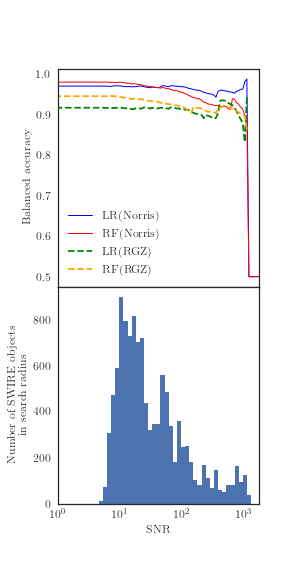 1.0
0.9
0.8
0.7
0.6
0.5
Balanced accuracy
LR(Norris)
RF(Norris)
LR(RGZ)
RF(RGZ)
800
600
400
200
0
Number of SWIRE objects
in search radius
10^0 10^1 10^2 10^3
SNR